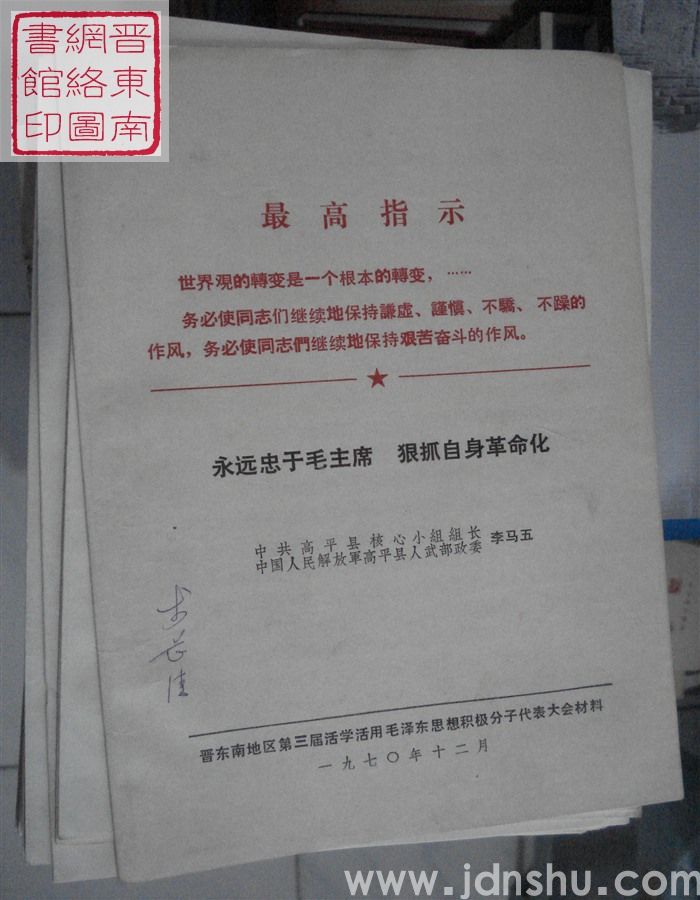 晋東南
網絡圖
書館印
最高指示
世界观的轉变是一个根本的轉变，……
务必使同志们继续地保持謙虚、謹慎、不驕、不躁的
作风，务必使同志們继续地保持艰苦奋斗的作风。
永远忠于毛主席 狠抓自身革命化
中共高平县核心小組組长
中国人民解放軍高平县人武部政委
李马五
晋东南地区第三届活学活用毛泽东思想积极分子代表大会材料
一九七〇年十二月
www.jdnshu.com